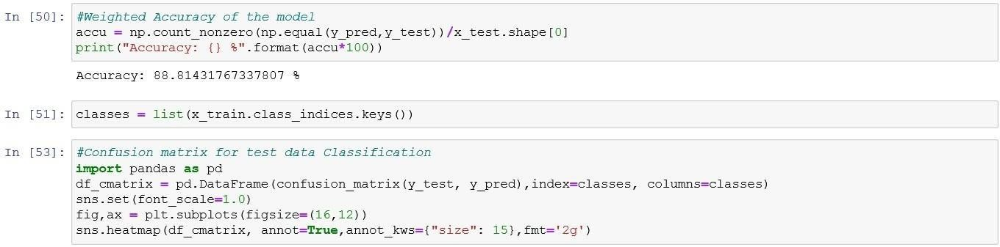 In [50]: #Weighted Accuracy of the model
accu = np.count_nonzero(np.equal(y_pred,y_test))/x_test.shape[0]
print("Accuracy: {} %".format(accu*100))
Accuracy: 88.81431767337807 %
In [51]: classes = list(x_train.class_indices.keys())
In [53]: #Confusion matrix for test data Classification
import pandas as pd
df_cmatrix = pd.DataFrame(confusion_matrix(y_test, y_pred),index=classes, columns=classes)
sns.set(font_scale=1.0)
fig,ax = plt.subplots(figsize=(16,12))
sns.heatmap(df_cmatrix, annot=True,annot_kws={"size": 15},fmt='2g')